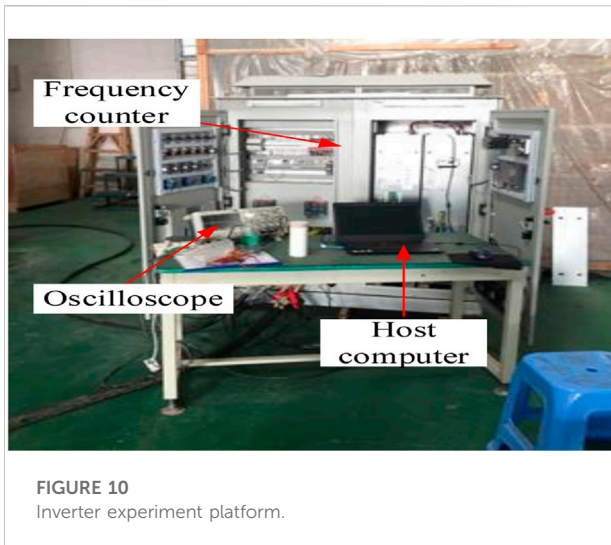 Frequency
counter
Oscilloscope
Host
computer
FIGURE 10
Inverter experiment platform.